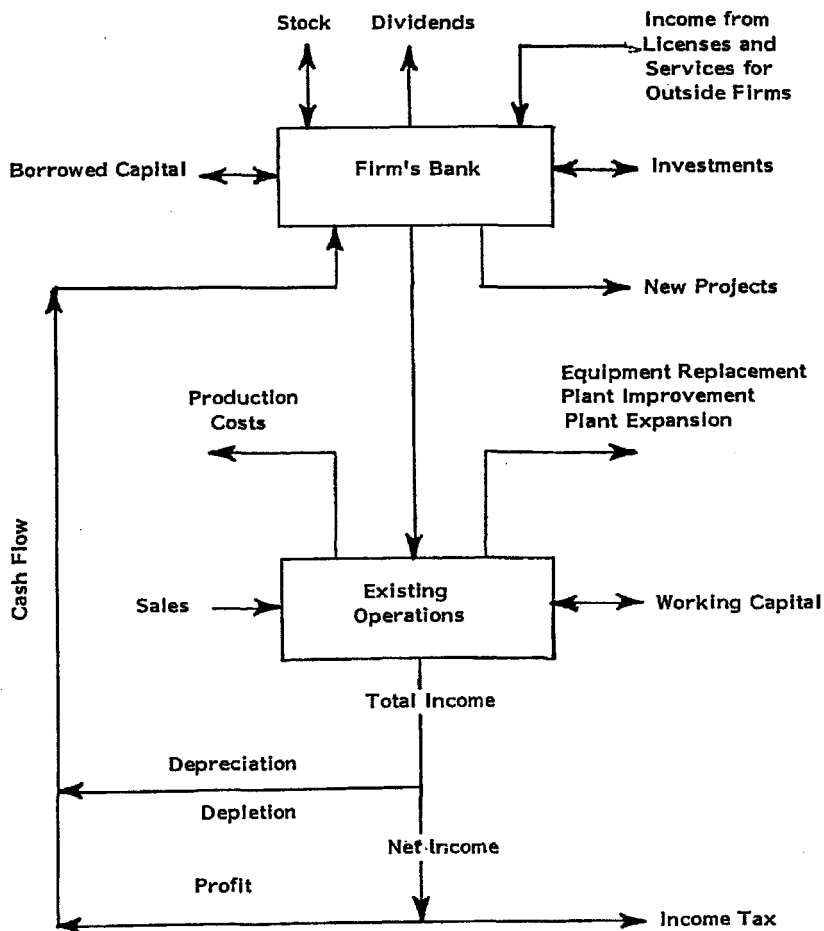 Stock
Dividends
Income from
Licenses and
Services for
Outside Firms
Borrowed Capital
Firm's Bank
Investments
New Projects
Equipment Replacement
Plant Improvement
Plant Expansion
Production
Costs
Cash Flow
Sales
Existing
Operations
Working Capital
Total Income
Depreciation
Depletion
Net Income
Profit
Income Tax